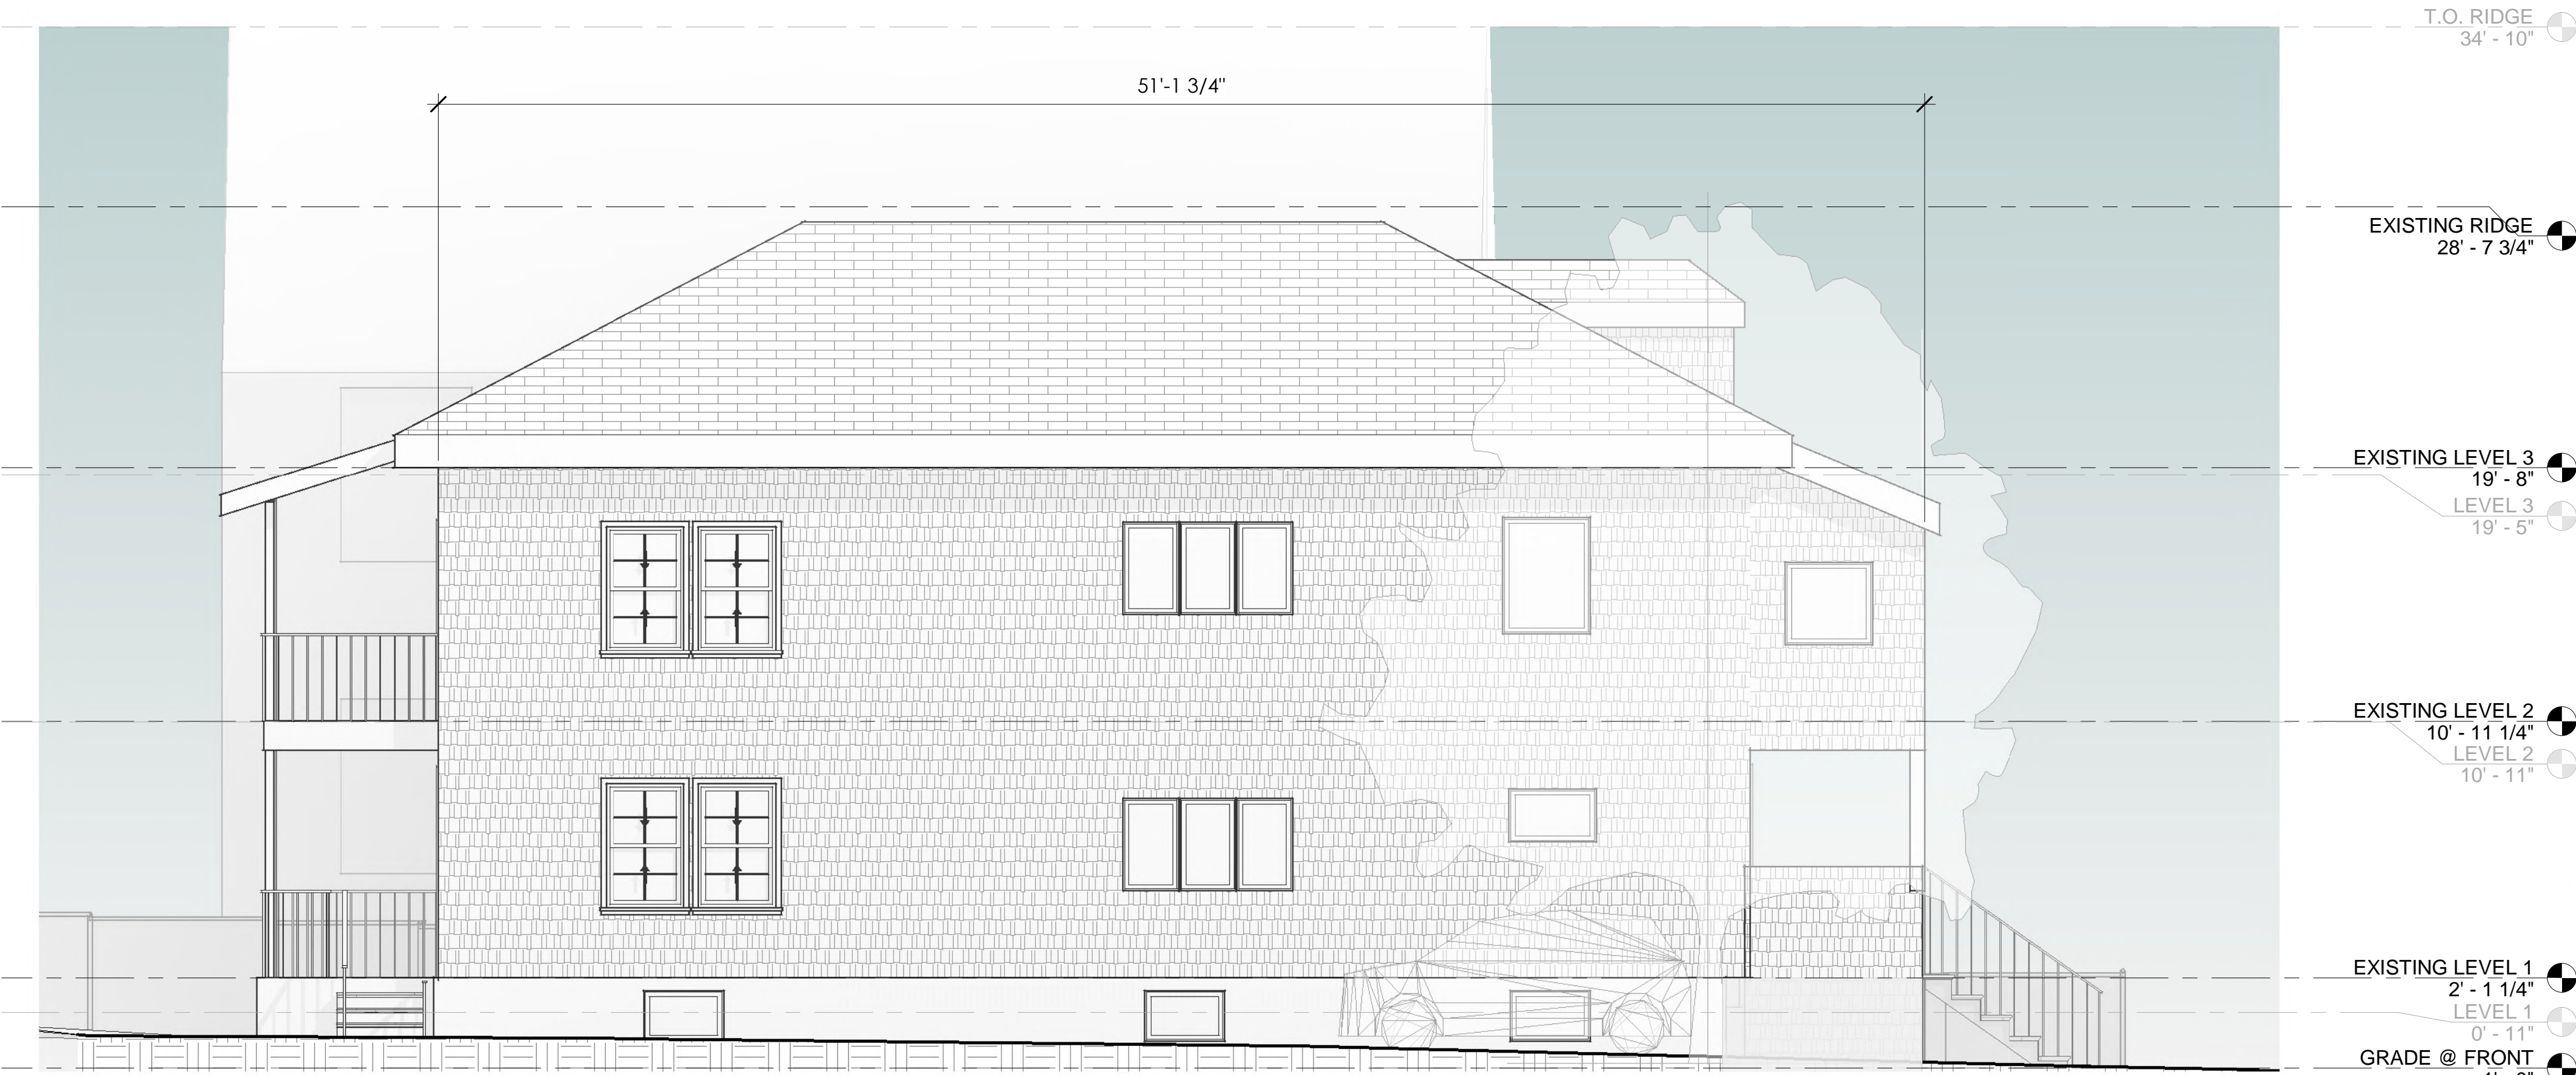 T.O. RIDGE
34' - 10"
51'-1 3/4"
EXISTING RIDGE
28' - 7 3/4"
EXISTING LEVEL 3
19' - 8"
LEVEL 3
19' - 5"
EXISTING LEVEL 2
10' - 11 1/4"
LEVEL 2
10' - 11"
EXISTING LEVEL 1
2' - 1 1/4"
LEVEL 1
0' - 11"
GRADE @ FRONT